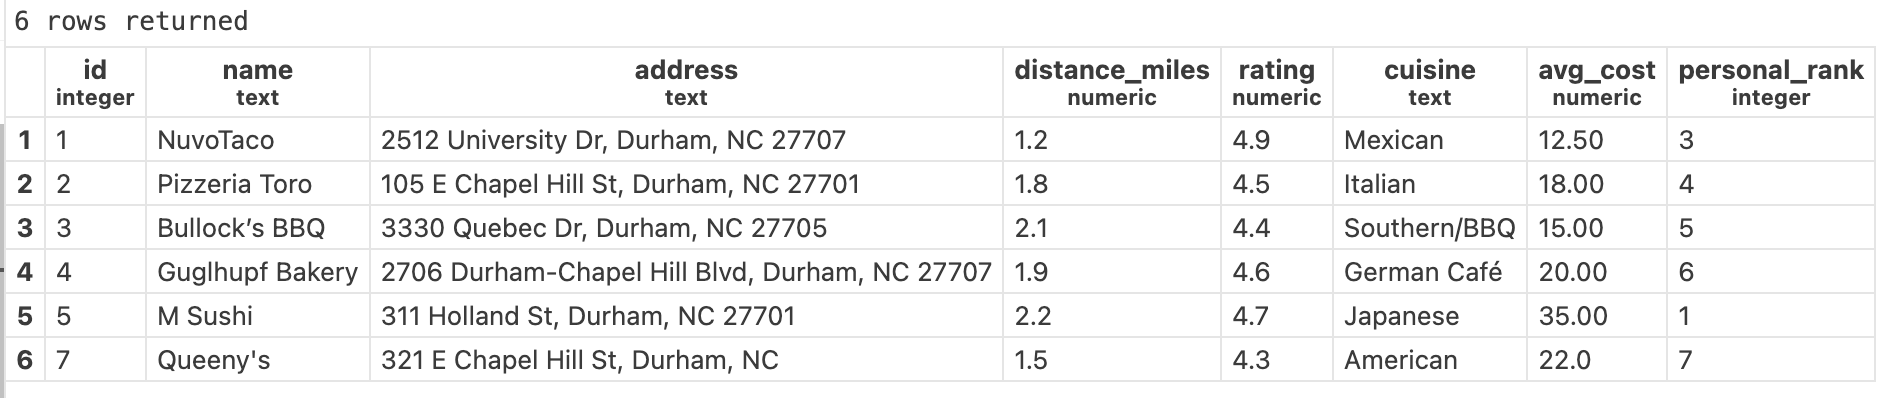 6 rows returned
id name address distance_miles rating cuisine avg_cost personal_rank
integer text text numeric numeric text numeric integer
1 1 NuvoTaco 2512 University Dr, Durham, NC 27707 1.2 4.9 Mexican 12.50 3
2 2 Pizzeria Toro 105 E Chapel Hill St, Durham, NC 27701 1.8 4.5 Italian 18.00 4
3 3 Bullock’s BBQ 3330 Quebec Dr, Durham, NC 27705 2.1 4.4 Southern/BBQ 15.00 5
4 4 Guglhupf Bakery 2706 Durham-Chapel Hill Blvd, Durham, NC 27707 1.9 4.6 German Café 20.00 6
5 5 M Sushi 311 Holland St, Durham, NC 27701 2.2 4.7 Japanese 35.00 1
6 7 Queeny's 321 E Chapel Hill St, Durham, NC 1.5 4.3 American 22.0 7